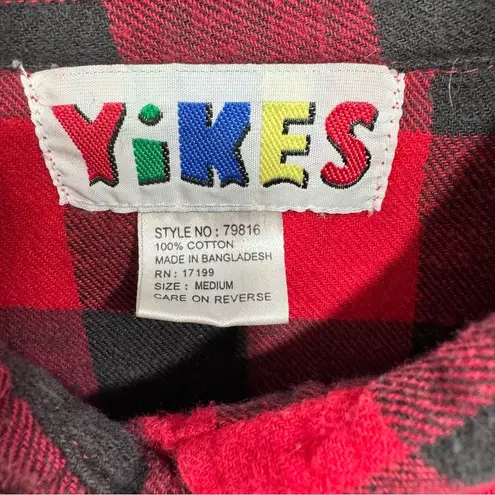 YiKES
STYLE NO: 79816
100% COTTON
MADE IN BANGLADESH
RN: 17199
SIZE: MEDIUM
CARE ON REVERSE